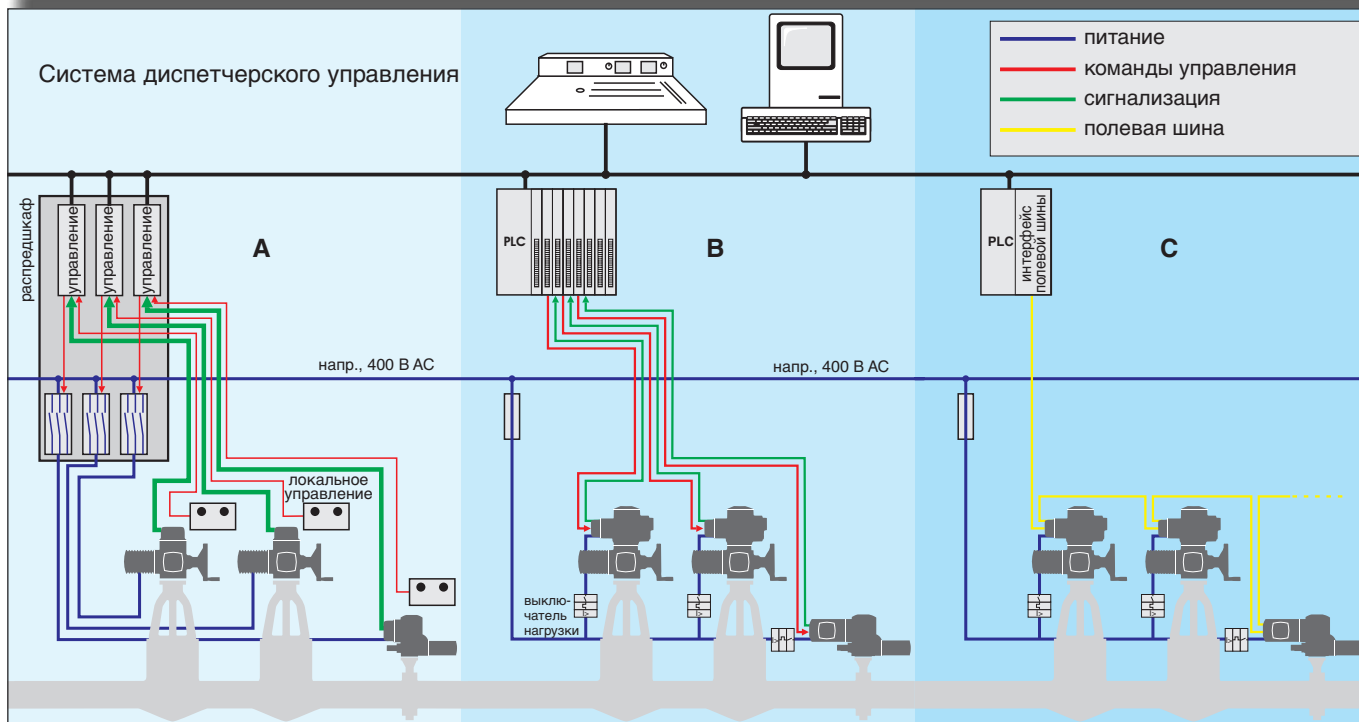 Система диспетчерского управления
питание
команды управления
сигнализация
полевая шина
распредшкаф
управление
управление
управление
A
PLC
B
PLC
интерфейс
полевой шины
C
напр., 400 В AC
напр., 400 В AC
локальное
управление
выклю-
чатель
нагрузки